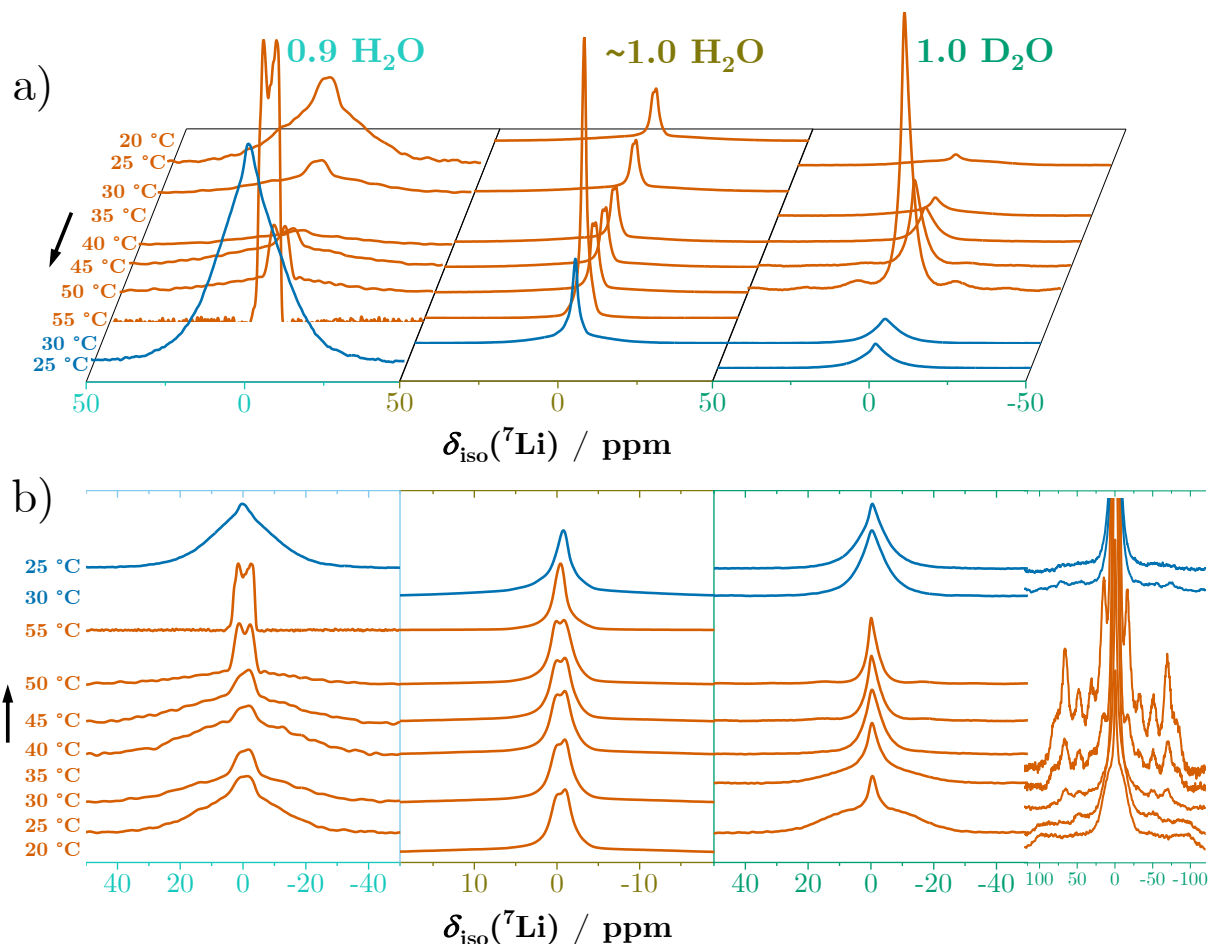 0.9 H₂O
~1.0 H₂O
1.0 D₂O
a)
20 °C
25 °C
30 °C
35 °C
40 °C
45 °C
50 °C
55 °C
30 °C
25 °C
50 0 50 0 50 0 -50
δiso(⁷Li) / ppm
b)
25 °C
30 °C
55 °C
50 °C
45 °C
40 °C
35 °C
30 °C
25 °C
20 °C
40 20 0 -20 -40 10 0 -10 40 20 0 -20 -40 100 50 0 -50 -100
δiso(⁷Li) / ppm